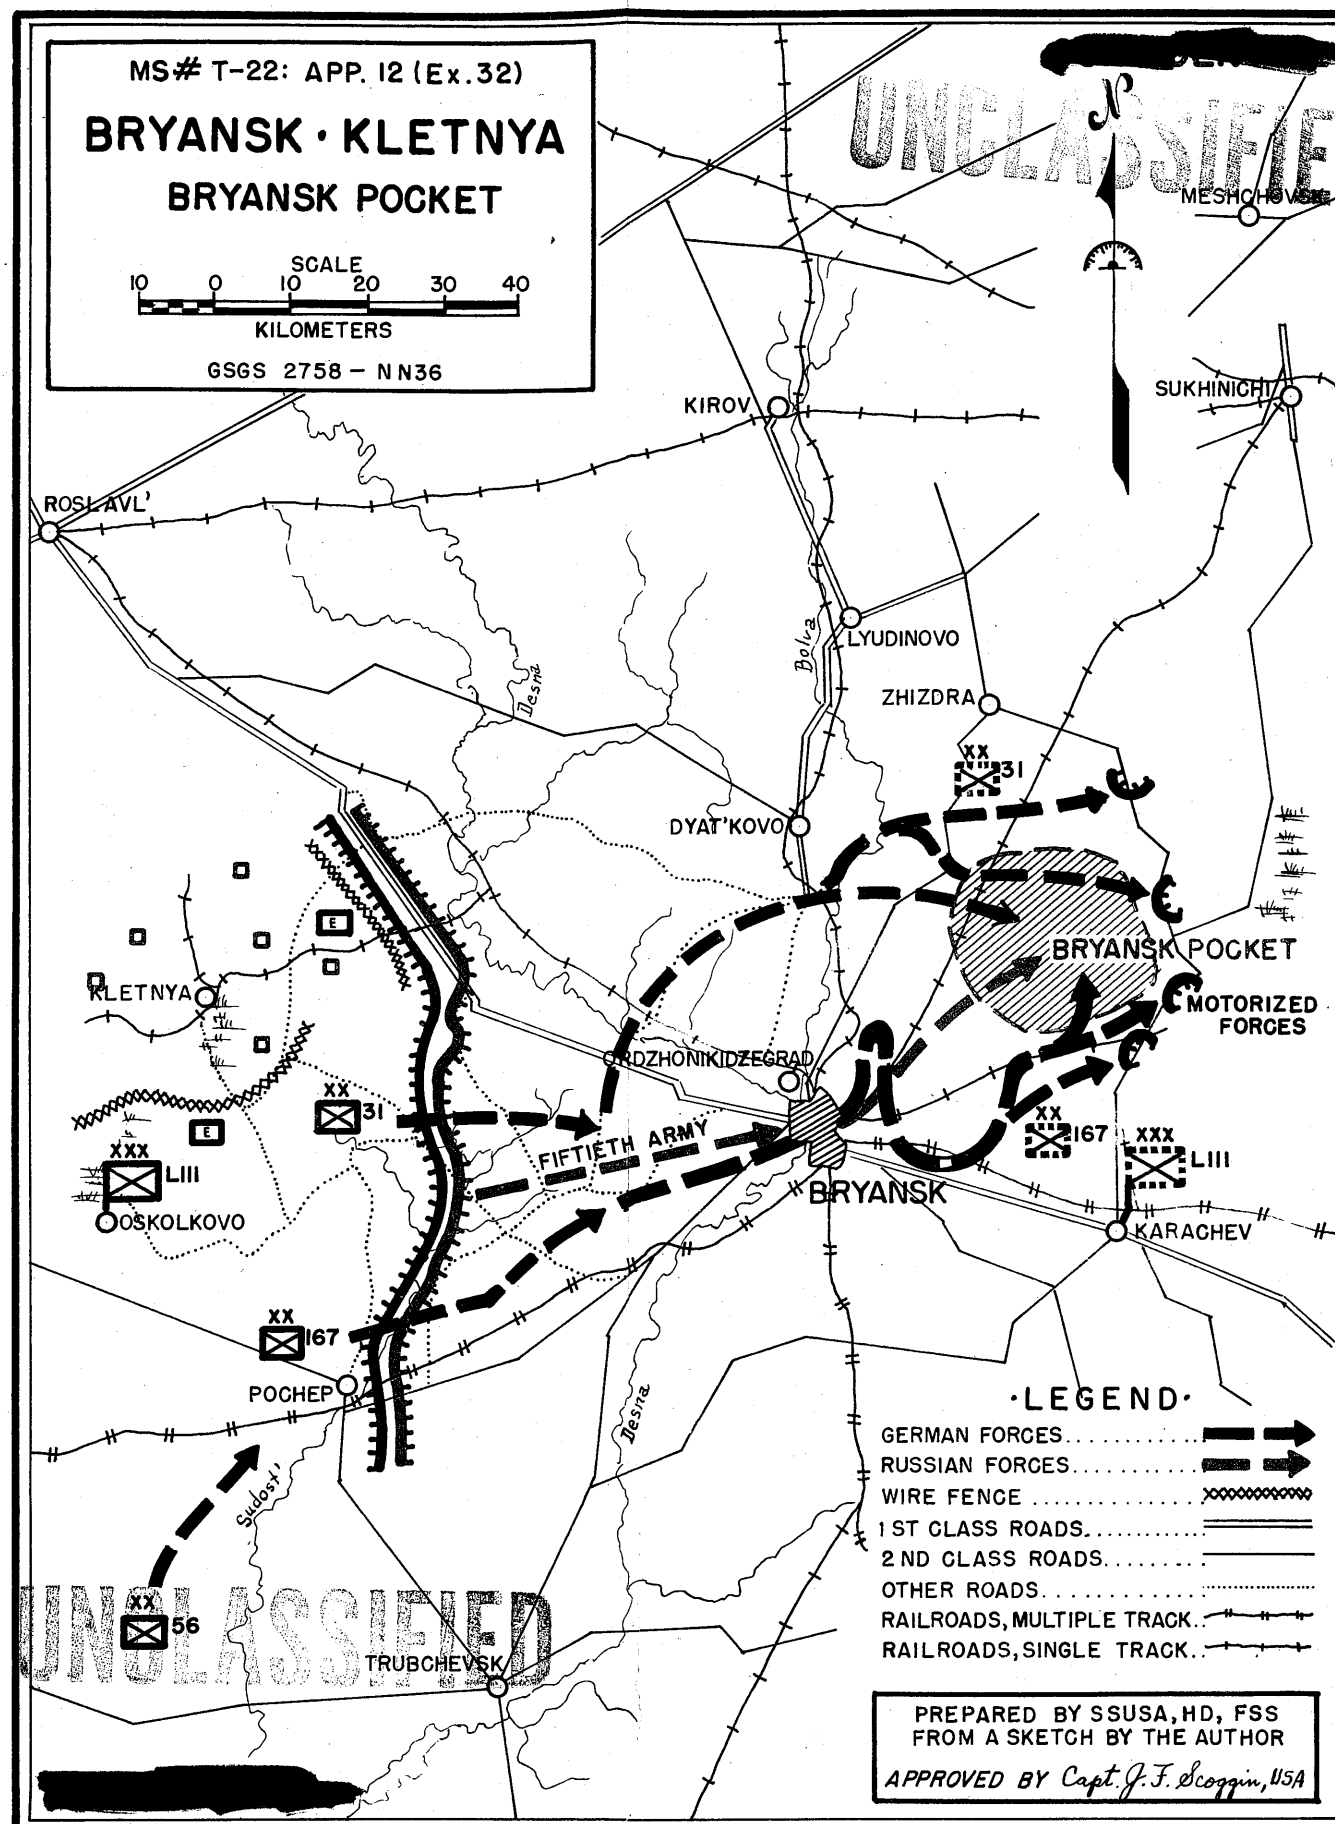 MS# T-22: APP. 12 (Ex. 32)
BRYANSK · KLETNYA
BRYANSK POCKET
SCALE
10 0 10 20 30 40
KILOMETERS
GSGS 2758 - NN36
UNCLASSIFIE
N
MESHCHOVSK
SUKHINICHI
KIROV
ROSLAVL'
Desna
Bolva
LYUDINOVO
ZHIZDRA
XX
31
DYAT'KOVO
E
BRYANSK POCKET
KLETNYA
MOTORIZED
FORCES
ORDZHONIKIDZEGRAD
XX
31
E
FIFTIETH ARMY
XX
167
XXX
LIII
XXX
LIII
BRYANSK
OSKOLKOVO
KARACHEV
XX
167
POCHEP
Desna
Sudost'
·LEGEND·
GERMAN FORCES
RUSSIAN FORCES
WIRE FENCE
1ST CLASS ROADS
2ND CLASS ROADS
OTHER ROADS
RAILROADS, MULTIPLE TRACK
RAILROADS, SINGLE TRACK
XX
56
UNCLASSIFIED
TRUBCHEVSK
PREPARED BY SSUSA, HD, FSS
FROM A SKETCH BY THE AUTHOR
APPROVED BY Capt. J. F. Scoggin, USA